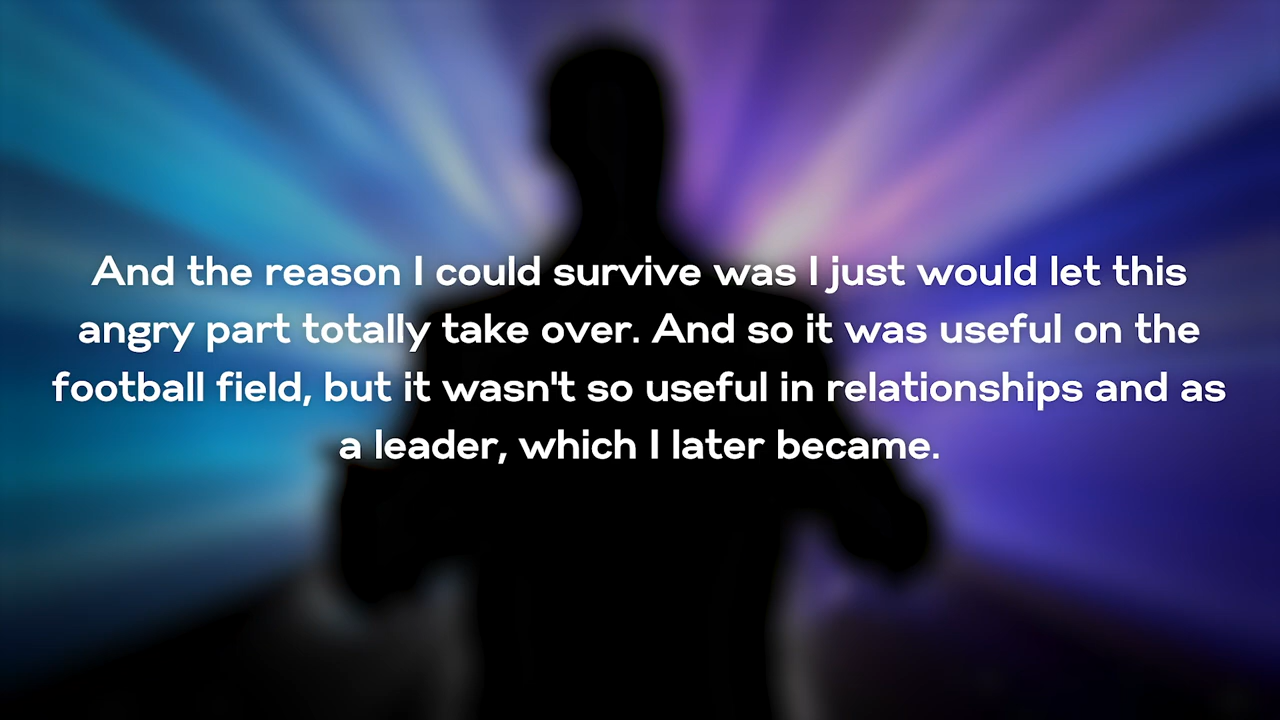 And the reason I could survive was I just would let this
angry part totally take over. And so it was useful on the
football field, but it wasn't so useful in relationships and as
a leader, which I later became.